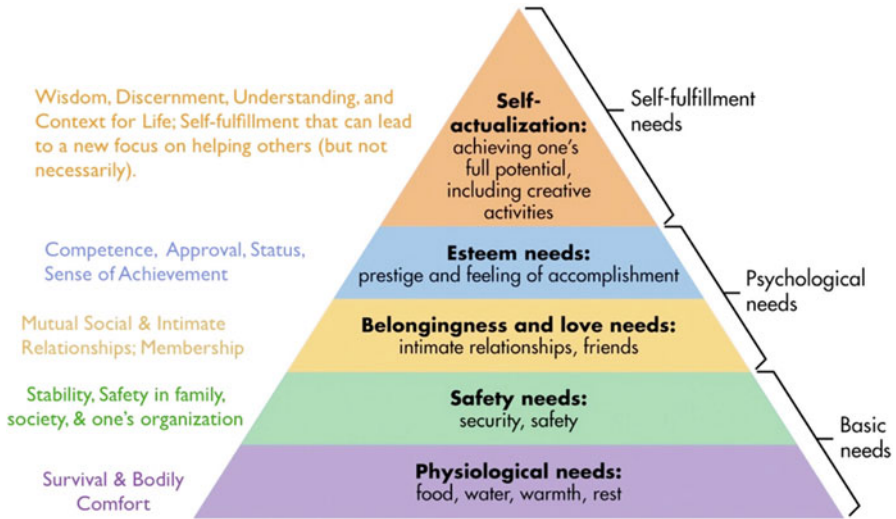 Wisdom, Discernment, Understanding, and
Context for Life; Self-fulfillment that can lead
to a new focus on helping others (but not
necessarily).
Self-
actualization:
achieving one's
full potential,
including creative
activities
Self-fulfillment
needs
Competence, Approval, Status,
Sense of Achievement
Esteem needs:
prestige and feeling of accomplishment
Psychological
needs
Mutual Social & Intimate
Relationships; Membership
Belongingness and love needs:
intimate relationships, friends
Stability, Safety in family,
society, & one's organization
Safety needs:
security, safety
Basic
needs
Survival & Bodily
Comfort
Physiological needs:
food, water, warmth, rest